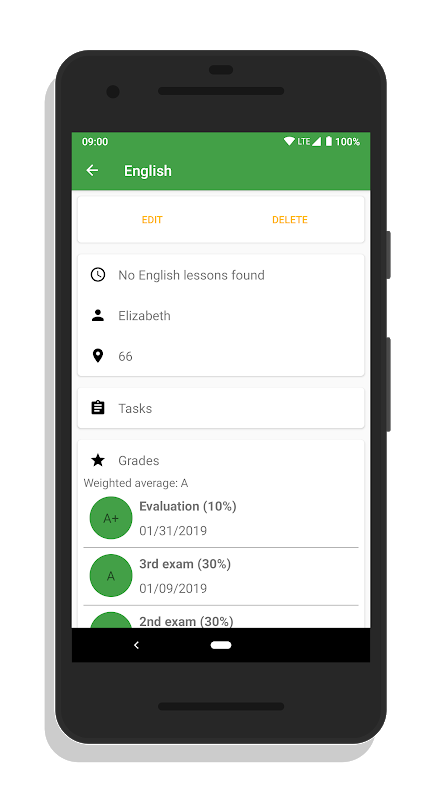 09:00 LTE 100%
English
EDIT DELETE
No English lessons found
Elizabeth
66
Tasks
Grades
Weighted average: A
A+ Evaluation (10%)
01/31/2019
A 3rd exam (30%)
01/09/2019
2nd exam (30%)